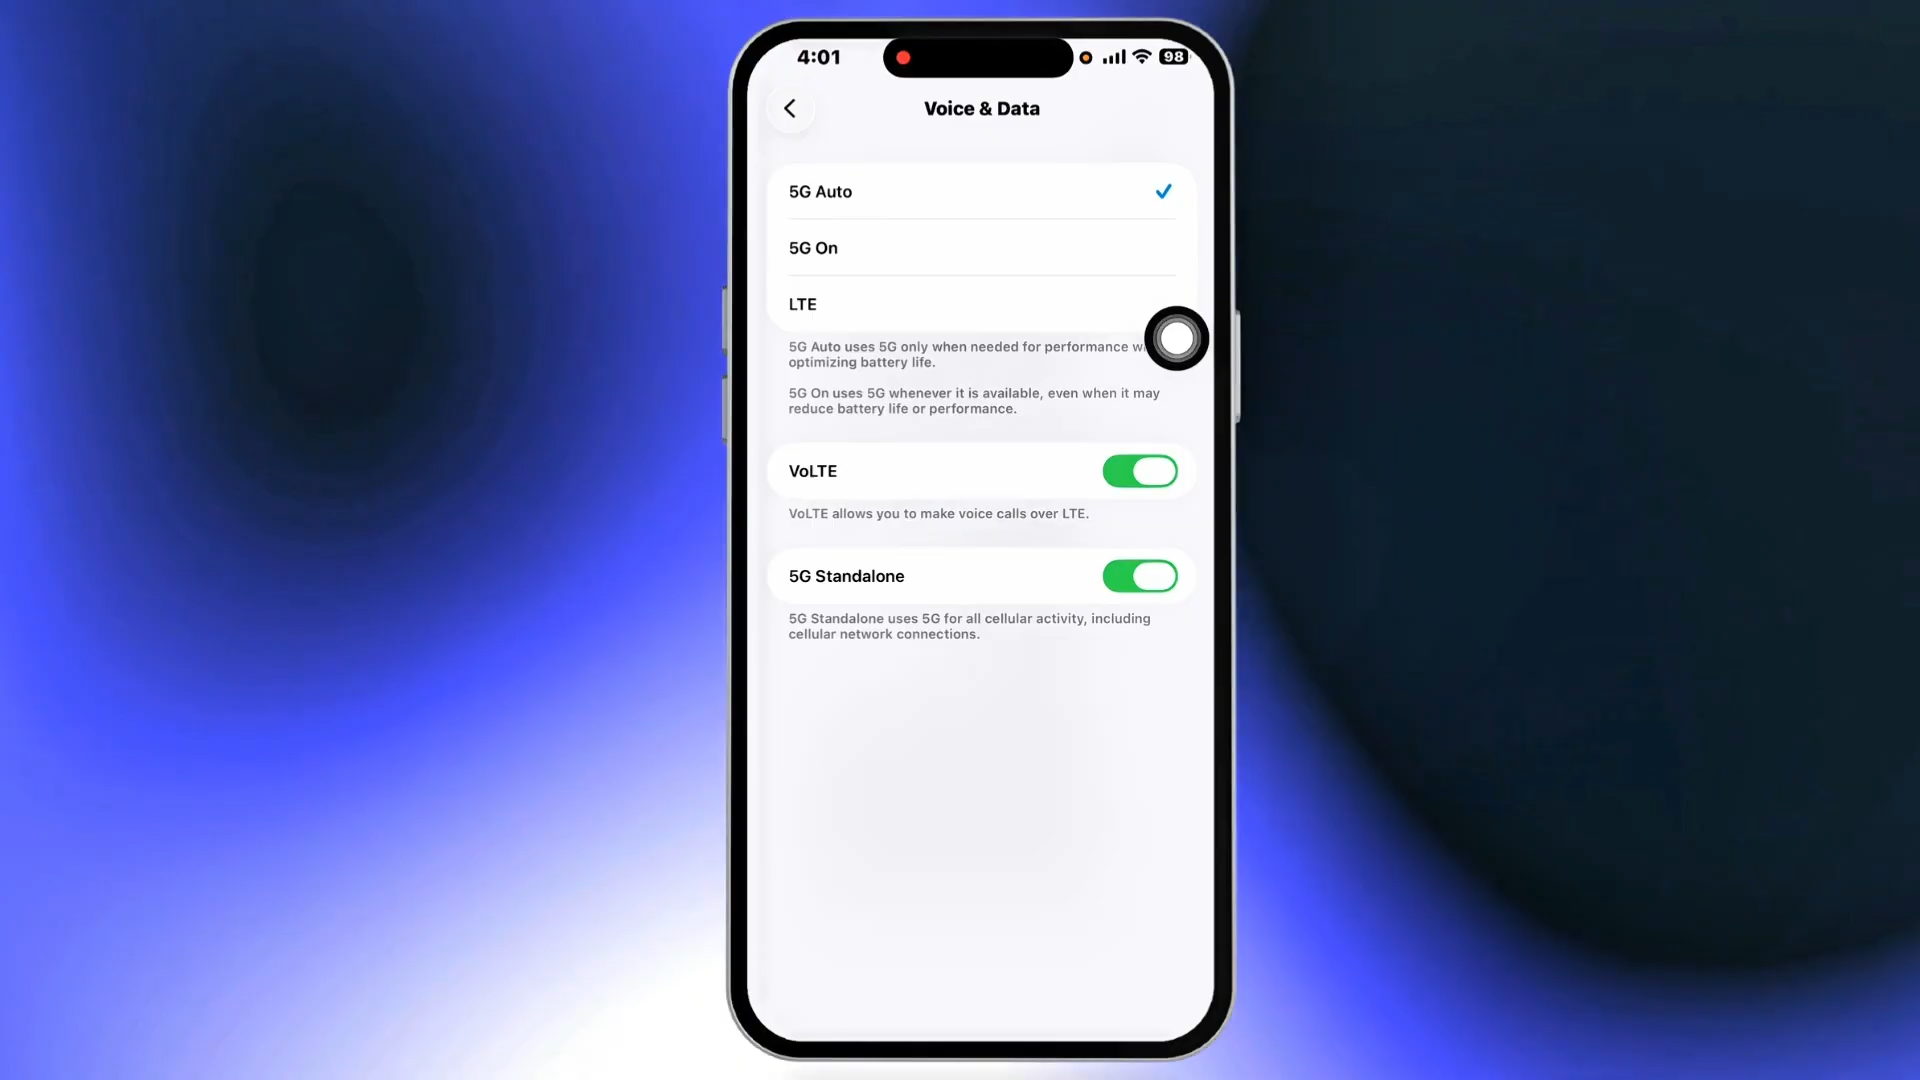 4:01
98
Voice & Data
5G Auto
5G On
LTE
5G Auto uses 5G only when needed for performance
optimizing battery life.
5G On uses 5G whenever it is available, even when it may
reduce battery life or performance.
VoLTE
VoLTE allows you to make voice calls over LTE.
5G Standalone
5G Standalone uses 5G for all cellular activity, including
cellular network connections.